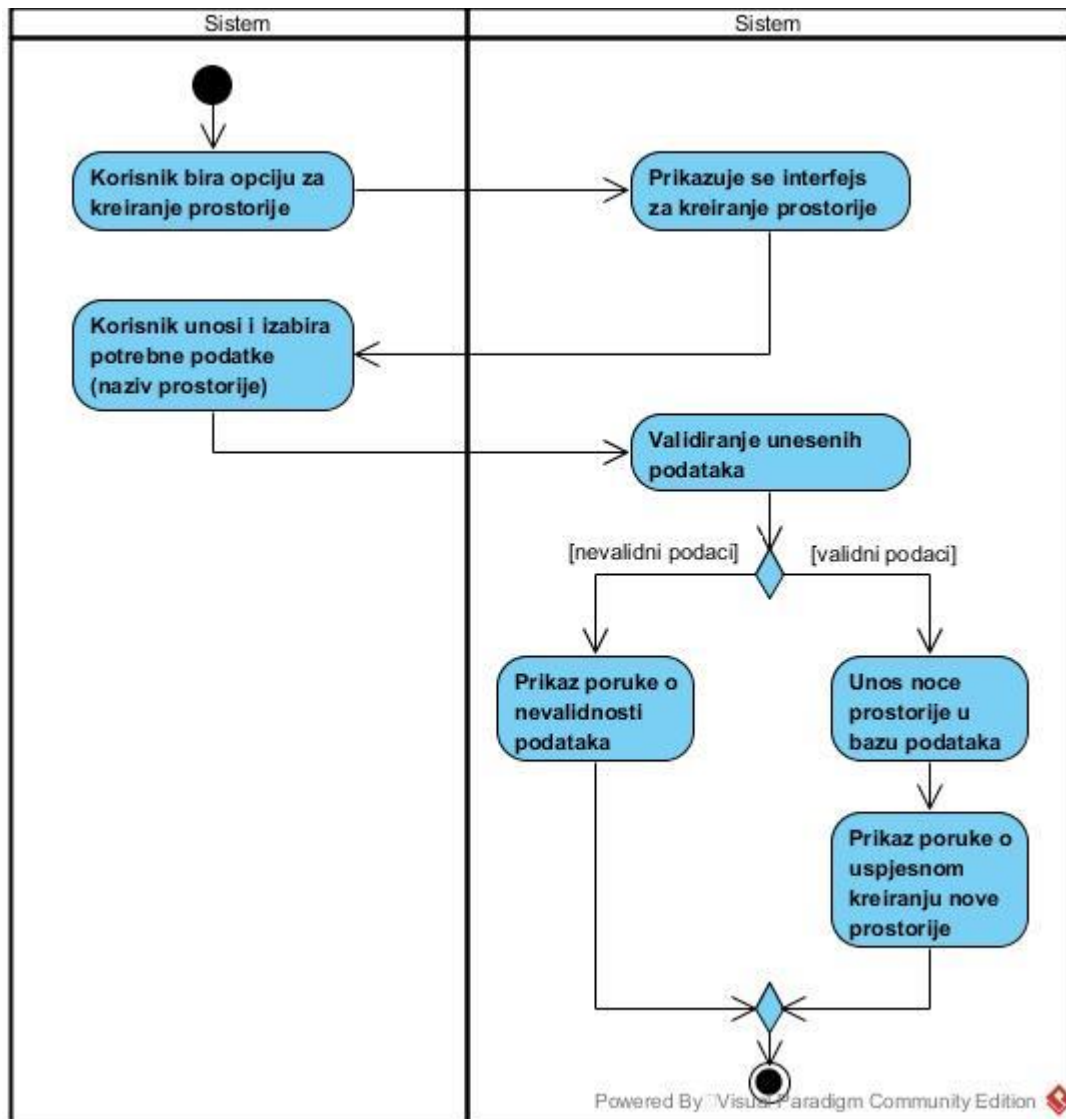 Sistem
Sistem
Korisnik bira opciju za
kreiranje prostorije
Prikazuje se interfejs
za kreiranje prostorije
Korisnik unosi i izabira
potrebne podatke
(naziv prostorije)
Validiranje unesenih
podataka
[nevalidni podaci]
[validni podaci]
Prikaz poruke o
nevalidnosti
podataka
Unos noce
prostorije u
bazu podataka
Prikaz poruke o
uspjesnom
kreiranju nove
prostorije
Powered By Visual Paradigm Community Edition